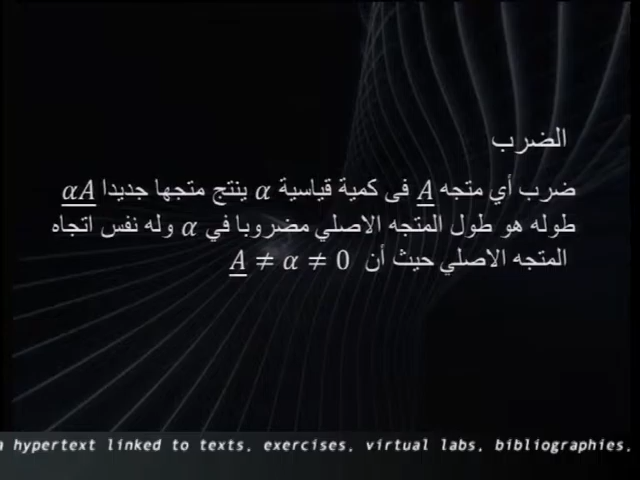 الضرب
ضرب أي متجه A فى كمية قياسية α ينتج متجها جديدا αA
طوله هو طول المتجه الاصلي مضروبا في α وله نفس اتجاه
المتجه الاصلي حيث أن A ≠ α ≠ 0
a hypertext linked to texts, exercises, virtual labs, bibliographies,